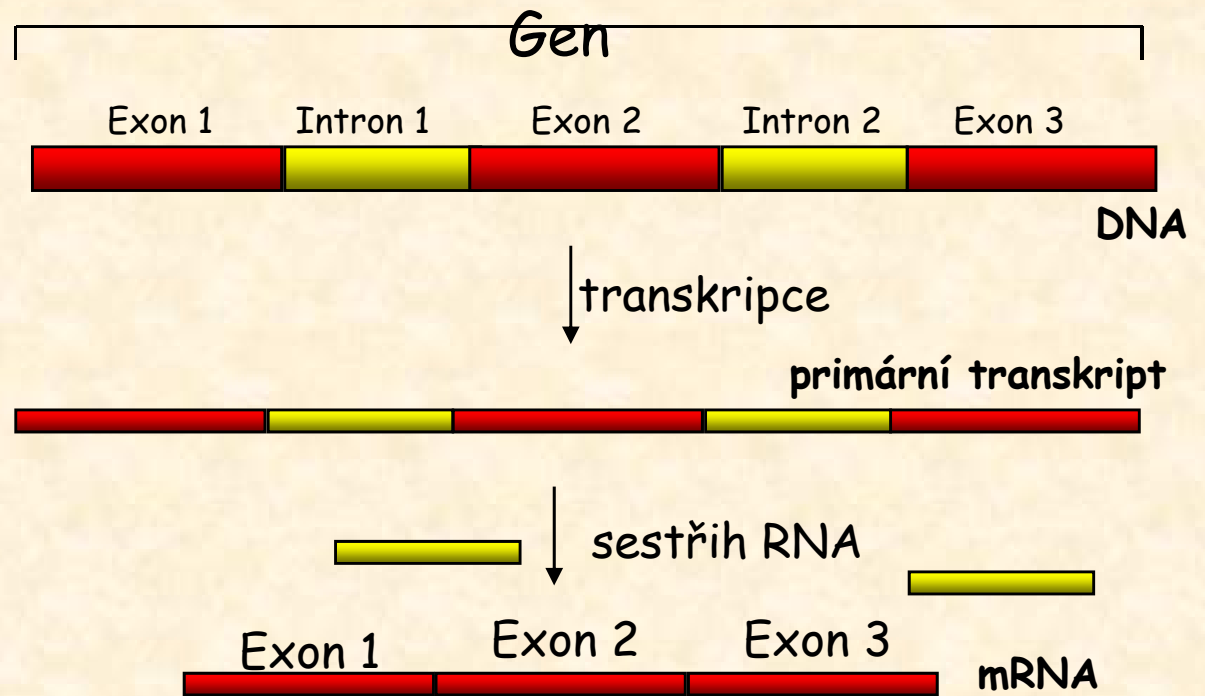 Gen
Exon 1 Intron 1 Exon 2 Intron 2 Exon 3
DNA
transkripce
primární transkript
sestřih RNA
Exon 1 Exon 2 Exon 3
mRNA